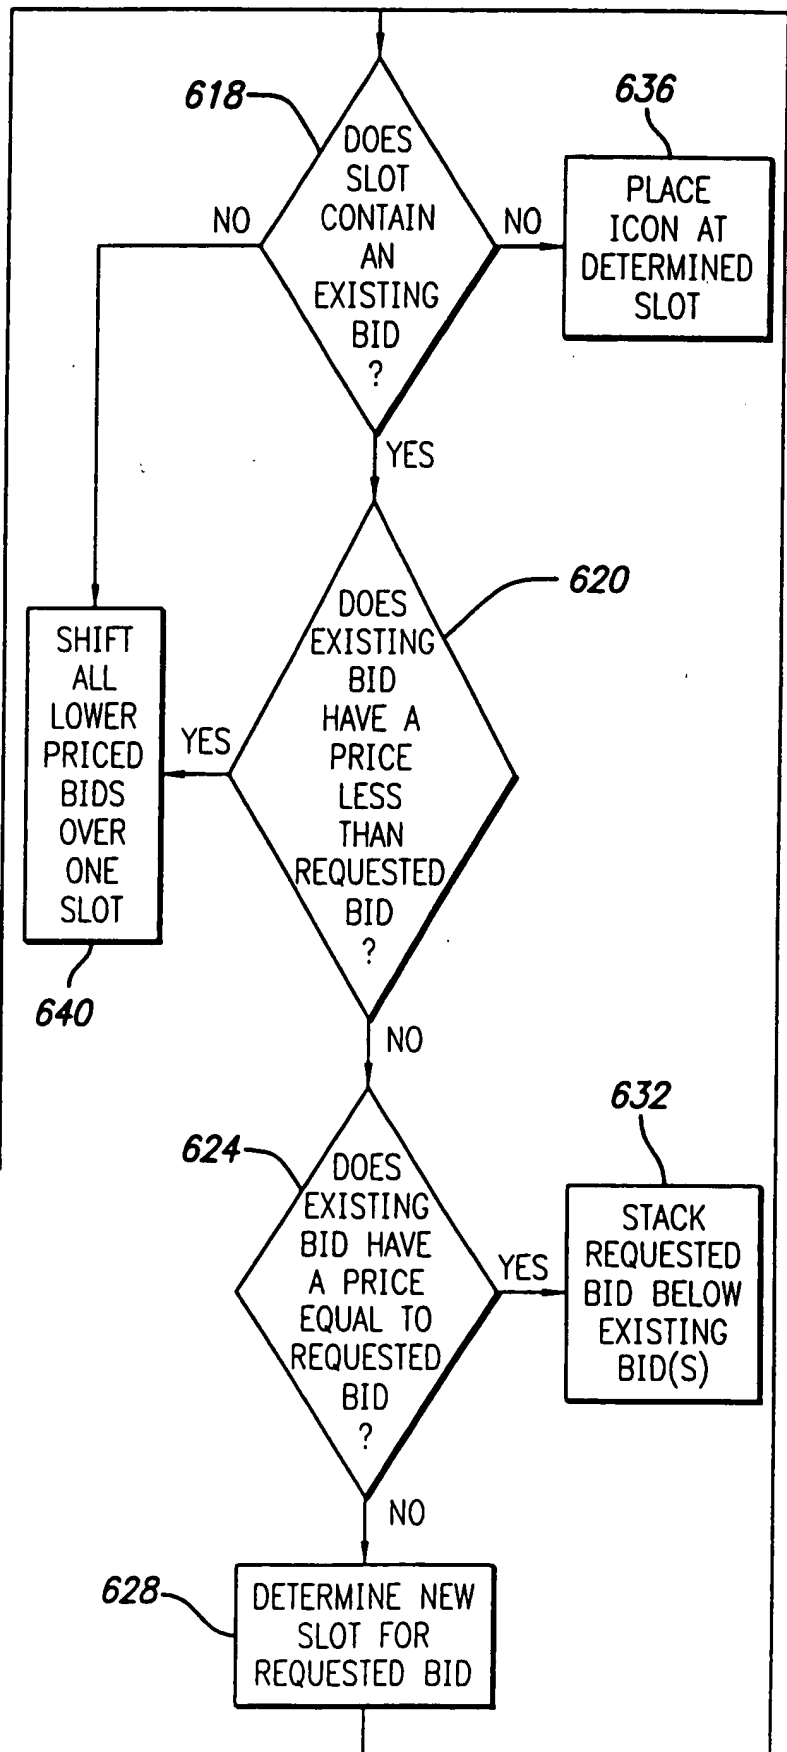 618
DOES
SLOT
CONTAIN
AN
EXISTING
BID
?
NO
NO
636
PLACE
ICON AT
DETERMINED
SLOT
YES
620
DOES
EXISTING
BID
HAVE A
PRICE
LESS
THAN
REQUESTED
BID
?
YES
SHIFT
ALL
LOWER
PRICED
BIDS
OVER
ONE
SLOT
640
NO
624
DOES
EXISTING
BID HAVE
A PRICE
EQUAL TO
REQUESTED
BID
?
YES
632
STACK
REQUESTED
BID BELOW
EXISTING
BID(S)
NO
628
DETERMINE NEW
SLOT FOR
REQUESTED BID